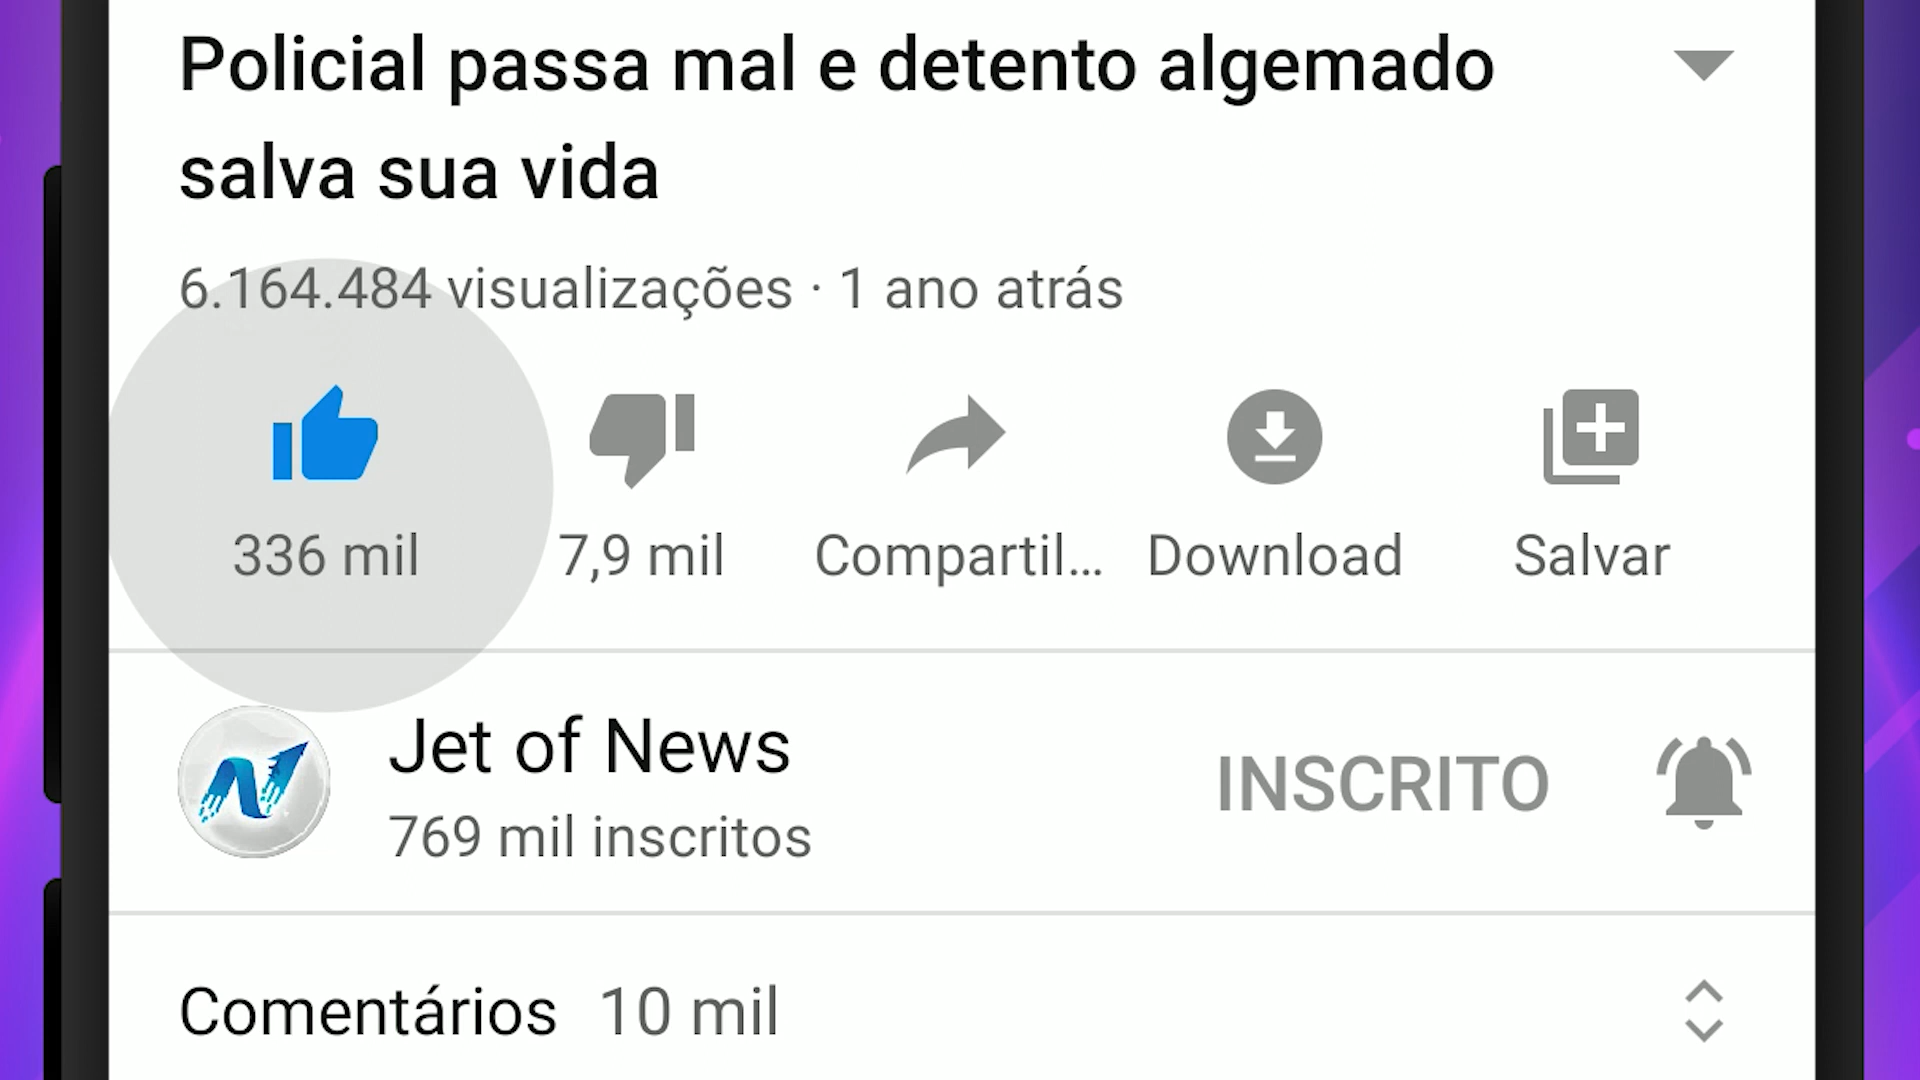 Policial passa mal e detento algemado
salva sua vida
6.164.484 visualizações · 1 ano atrás
336 mil
7,9 mil
Compartil...
Download
Salvar
Jet of News
INSCRITO
769 mil inscritos
Comentários 10 mil